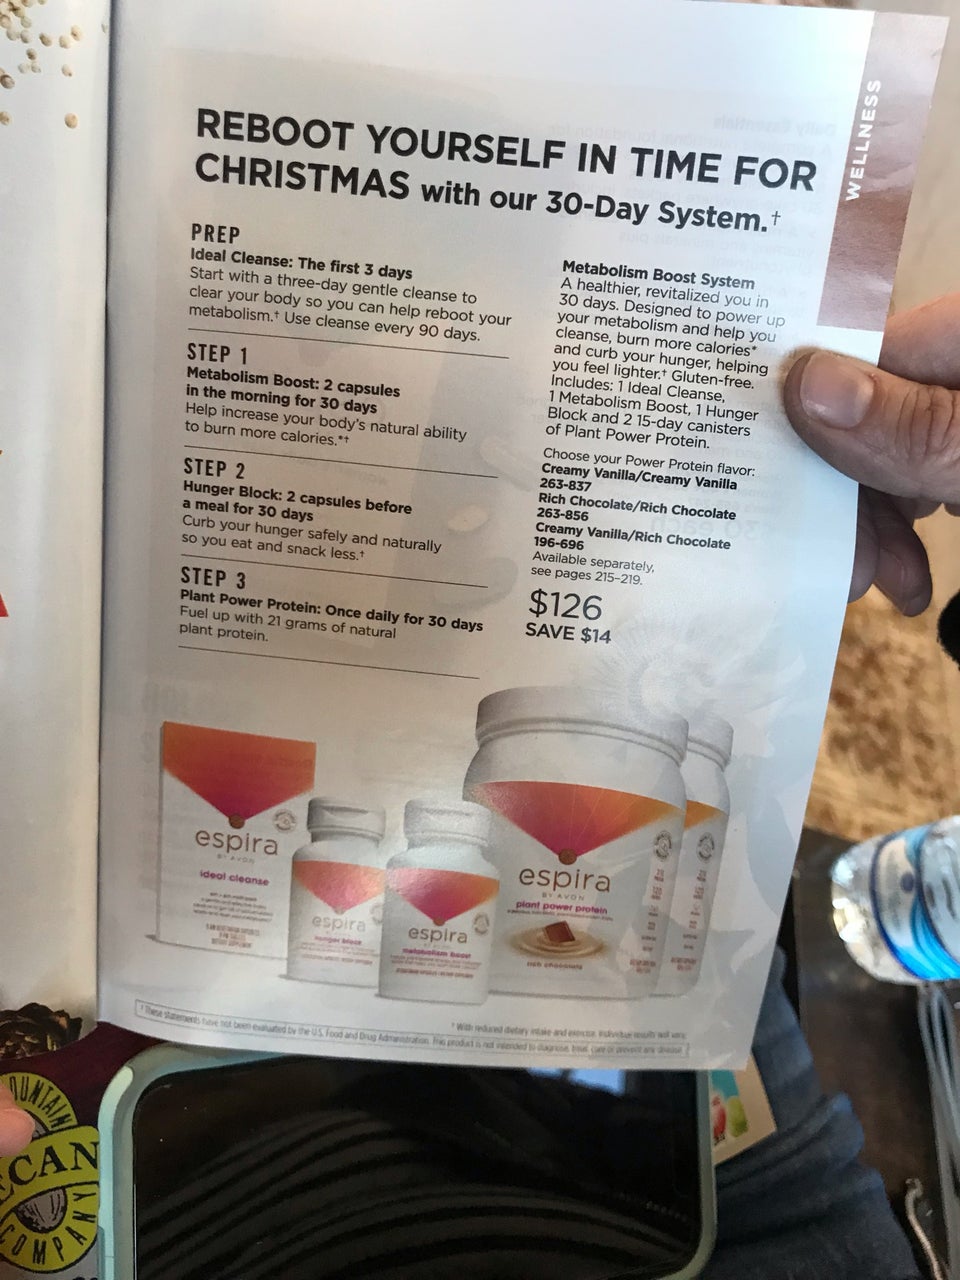 REBOOT YOURSELF IN TIME FOR
CHRISTMAS with our 30-Day System.†
WELLNESS
PREP
Ideal Cleanse: The first 3 days
Start with a three-day gentle cleanse to
clear your body so you can help reboot your
metabolism.† Use cleanse every 90 days.
STEP 1
Metabolism Boost: 2 capsules
in the morning for 30 days
Help increase your body's natural ability
to burn more calories.*†
STEP 2
Hunger Block: 2 capsules before
a meal for 30 days
Curb your hunger safely and naturally
so you eat and snack less.†
STEP 3
Plant Power Protein: Once daily for 30 days
Fuel up with 21 grams of natural
plant protein.
Metabolism Boost System
A healthier, revitalized you in
30 days. Designed to power up
your metabolism and help you
cleanse, burn more calories*
and curb your hunger, helping
you feel lighter.† Gluten-free.
Includes: 1 Ideal Cleanse,
1 Metabolism Boost, 1 Hunger
Block and 2 15-day canisters
of Plant Power Protein.
Choose your Power Protein flavor:
Creamy Vanilla/Creamy Vanilla
263-837
Rich Chocolate/Rich Chocolate
263-856
Creamy Vanilla/Rich Chocolate
196-696
Available separately,
see pages 215–219.
$126
SAVE $14
espira
BY AVON
ideal cleanse
espira
hunger block
espira
metabolism boost
espira
BY AVON
plant power protein
rich chocolate
* With reduced dietary intake and exercise. Individual results will vary.
† These statements have not been evaluated by the U.S. Food and Drug Administration. This product is not intended to diagnose, treat, cure or prevent any disease.
OUNTAIN
ECAN
COMPANY